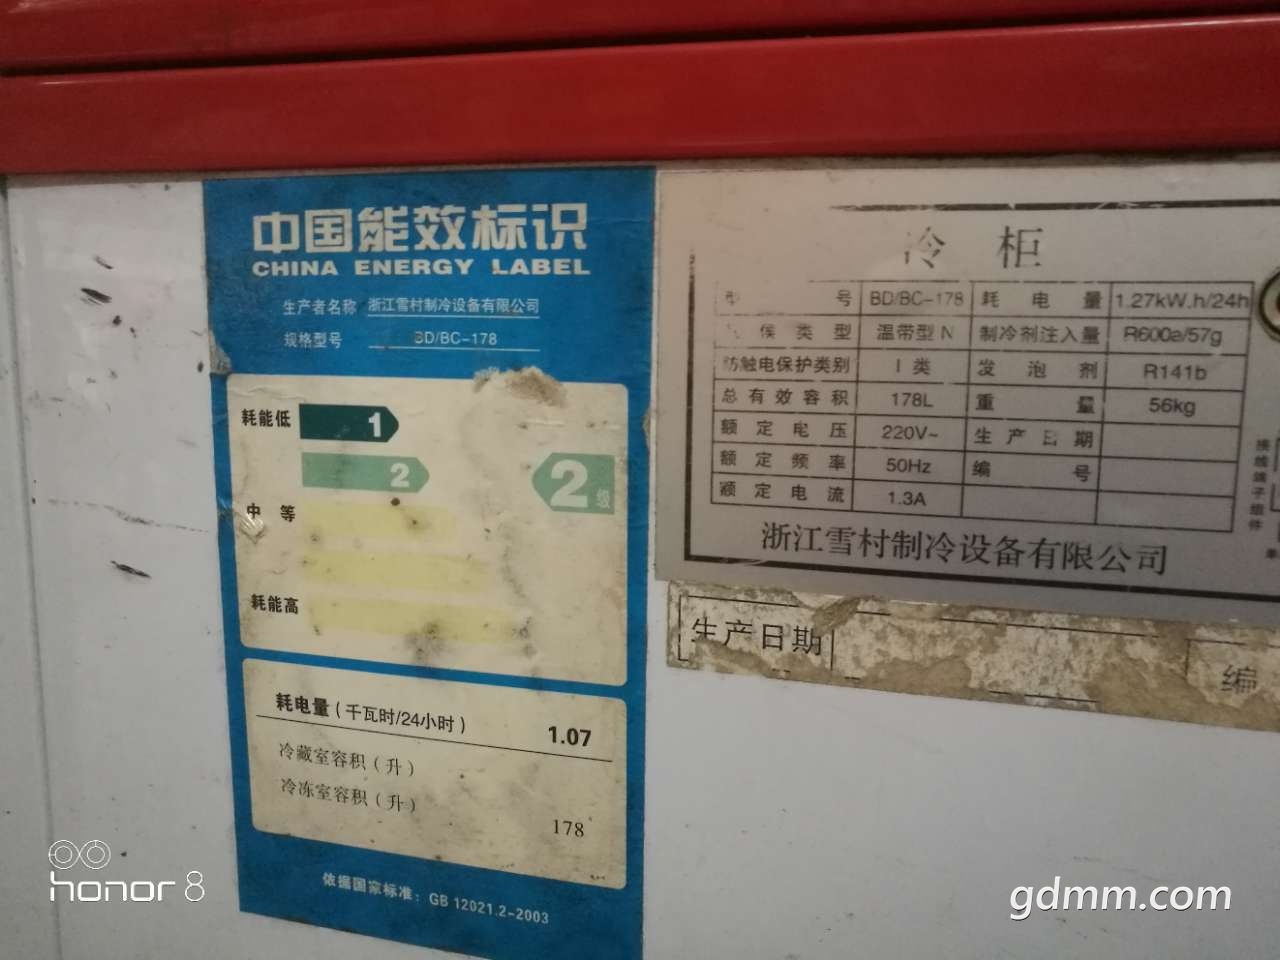 中国能效标识
CHINA ENERGY LABEL
生产者名称 浙江雪村制冷设备有限公司
规格型号 BD/BC-178
耗能低 1
2
2级
中等
耗能高
耗电量(千瓦时/24小时) 1.07
冷藏室容积(升)
冷冻室容积(升)
178
依据国家标准: GB 12021.2-2003
冷 柜
型 号 BD/BC-178 耗 电 量 1.27kW.h/24h
候 类 型 温带型 N 制冷剂注入量 R600a/57g
防触电保护类别 I 类 发 泡 剂 R141b
总有效容积 178L 重 量 56kg
额 定 电 压 220V~ 生 产 日 期
额 定 频 率 50Hz 编 号
额 定 电 流 1.3A
浙江雪村制冷设备有限公司
接线端子组件
生产日期
编
honor 8
gdmm.com